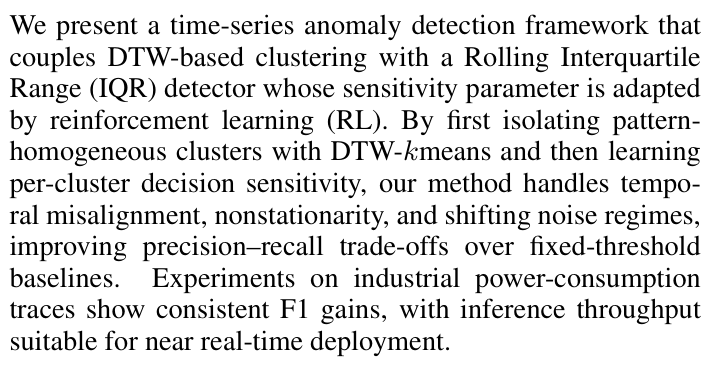 We present a time-series anomaly detection framework that
couples DTW-based clustering with a Rolling Interquartile
Range (IQR) detector whose sensitivity parameter is adapted
by reinforcement learning (RL). By first isolating pattern-
homogeneous clusters with DTW-kmeans and then learning
per-cluster decision sensitivity, our method handles tempo-
ral misalignment, nonstationarity, and shifting noise regimes,
improving precision–recall trade-offs over fixed-threshold
baselines. Experiments on industrial power-consumption
traces show consistent F1 gains, with inference throughput
suitable for near real-time deployment.